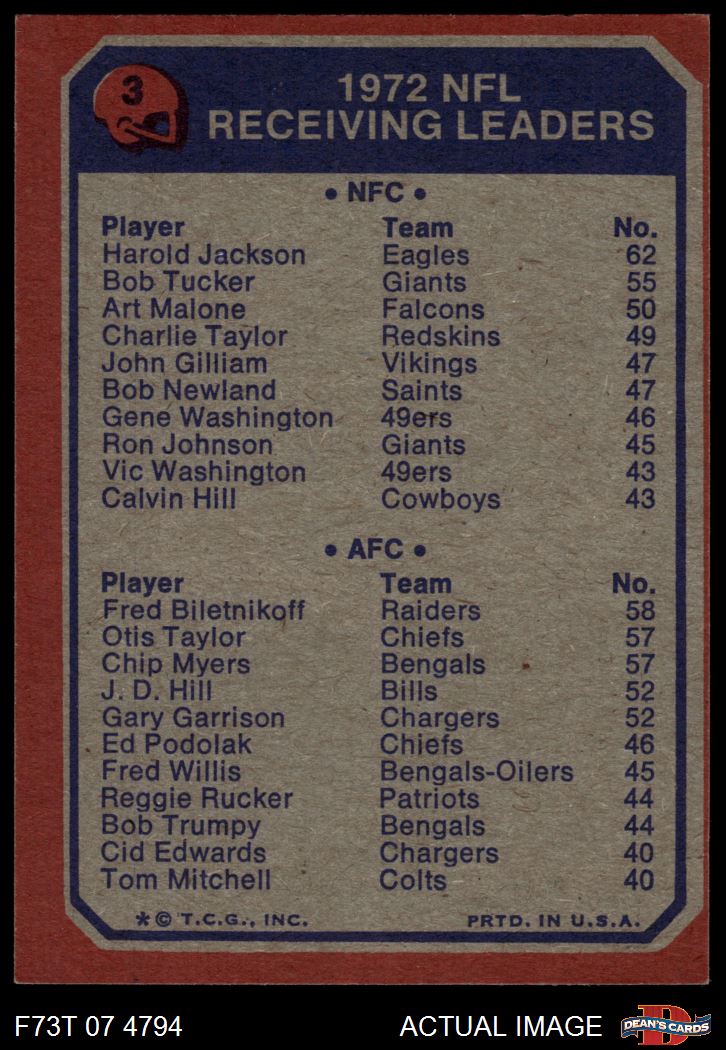 3
1972 NFL
RECEIVING LEADERS
• NFC •
Player Team No.
Harold Jackson Eagles 62
Bob Tucker Giants 55
Art Malone Falcons 50
Charlie Taylor Redskins 49
John Gilliam Vikings 47
Bob Newland Saints 47
Gene Washington 49ers 46
Ron Johnson Giants 45
Vic Washington 49ers 43
Calvin Hill Cowboys 43
• AFC •
Player Team No.
Fred Biletnikoff Raiders 58
Otis Taylor Chiefs 57
Chip Myers Bengals 57
J. D. Hill Bills 52
Gary Garrison Chargers 52
Ed Podolak Chiefs 46
Fred Willis Bengals-Oilers 45
Reggie Rucker Patriots 44
Bob Trumpy Bengals 44
Cid Edwards Chargers 40
Tom Mitchell Colts 40
*© T.C.G., INC. PRTD. IN U.S.A.
F73T 07 4794 ACTUAL IMAGE D DEAN'S CARDS